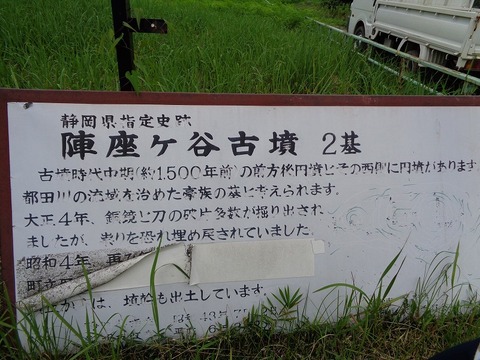 静岡県指定史跡
陣座ケ谷古墳 2基
古墳時代中期(約1,500年前)の前方後円墳とその西側に円墳があります
都田川の流域を治めた豪族の墓と考えられます。
大正4年、銅鏡と刀の破片多数が掘り出され
ましたが、祟りを恐れ埋め戻されていました
昭和4年 再
町立
は、埴輪も出土しています。